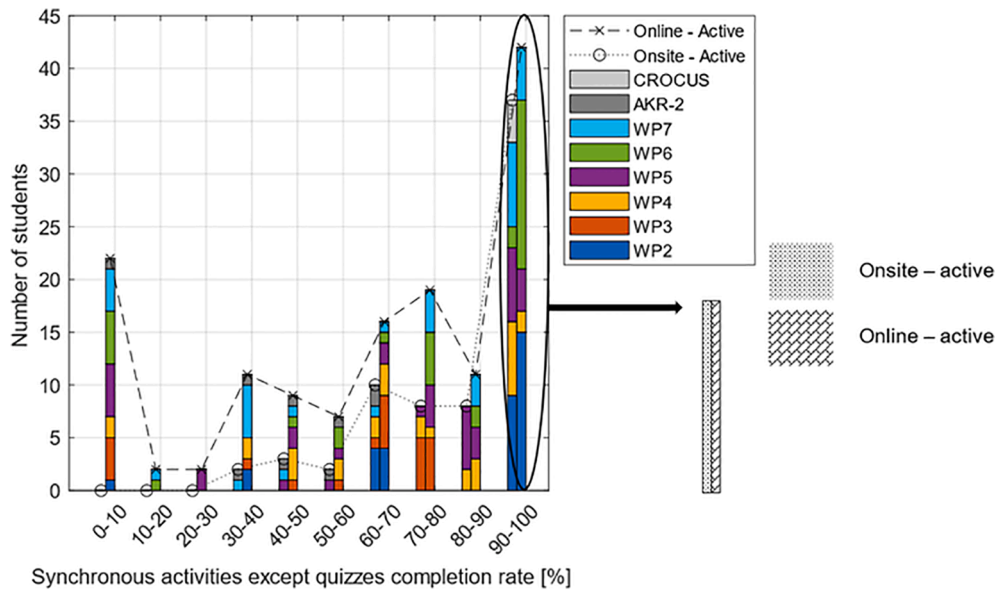 45
40
35
30
25
20
15
10
5
0
Number of students
0-10
10-20
20-30
30-40
40-50
50-60
60-70
70-80
80-90
90-100
Synchronous activities except quizzes completion rate [%]
Online - Active
Onsite - Active
CROCUS
AKR-2
WP7
WP6
WP5
WP4
WP3
WP2
Onsite – active
Online – active